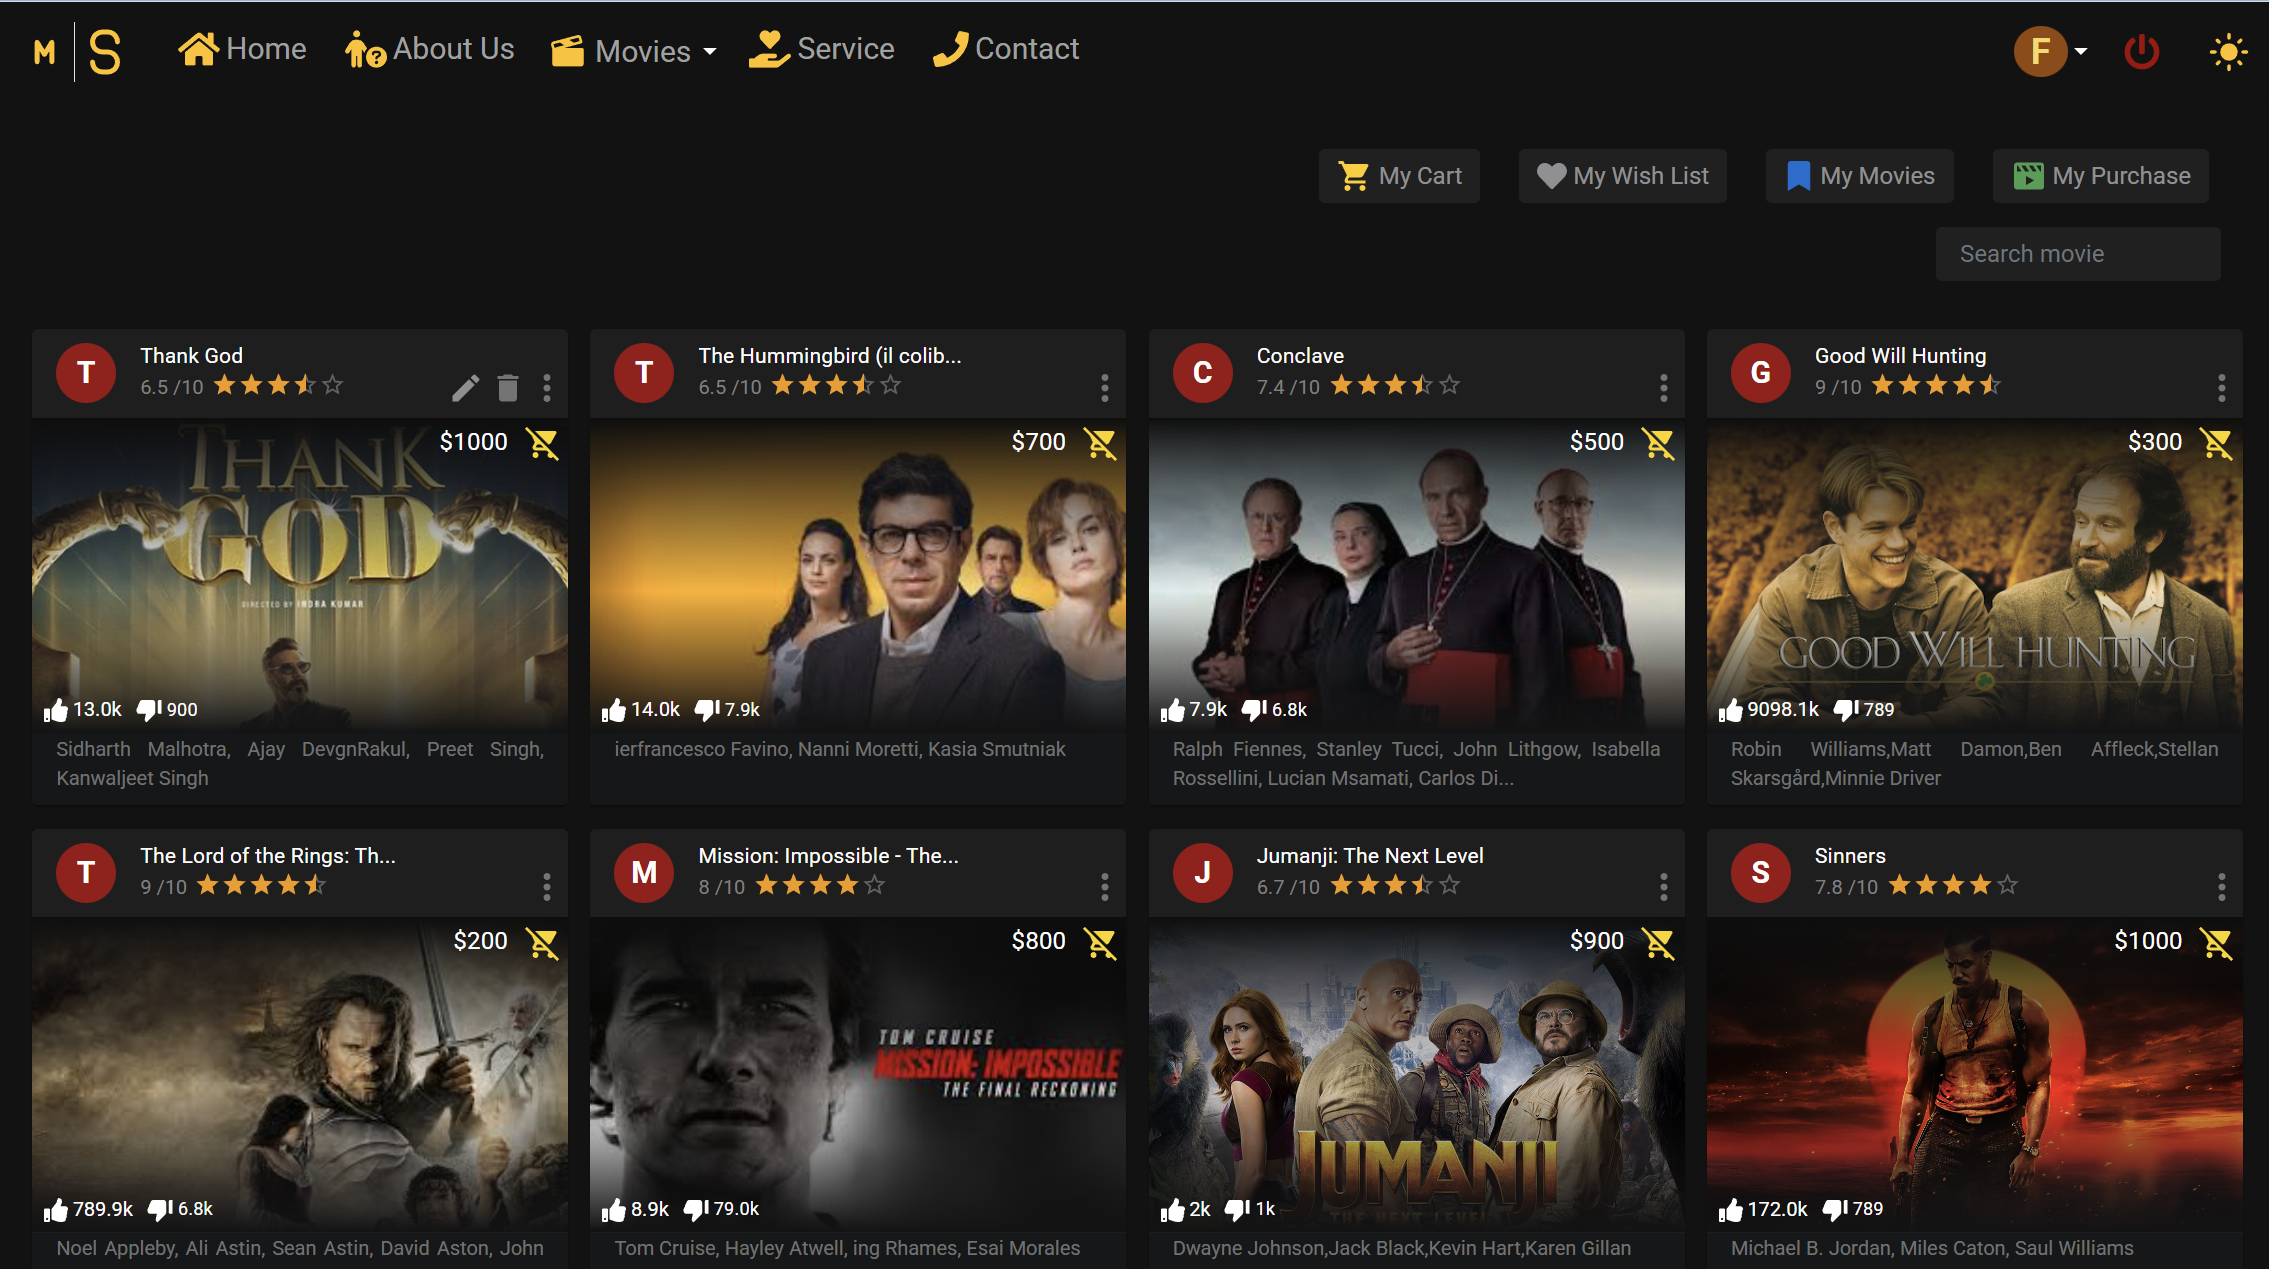 M S Home About Us Movies Service Contact F
My Cart My Wish List My Movies My Purchase
Search movie
T Thank God
6.5 /10
$1000
THANK
GOD
DIRECTED BY INDRA KUMAR
13.0k 900
Sidharth Malhotra, Ajay DevgnRakul, Preet Singh,
Kanwaljeet Singh
T The Hummingbird (il colib...
6.5 /10
$700
14.0k 7.9k
ierfrancesco Favino, Nanni Moretti, Kasia Smutniak
C Conclave
7.4 /10
$500
7.9k 6.8k
Ralph Fiennes, Stanley Tucci, John Lithgow, Isabella
Rossellini, Lucian Msamati, Carlos Di...
G Good Will Hunting
9 /10
$300
GOOD WILL HUNTING
9098.1k 789
Robin Williams,Matt Damon,Ben Affleck,Stellan
Skarsgård,Minnie Driver
T The Lord of the Rings: Th...
9 /10
$200
789.9k 6.8k
Noel Appleby, Ali Astin, Sean Astin, David Aston, John
M Mission: Impossible - The...
8 /10
$800
TOM CRUISE
MISSION: IMPOSSIBLE
THE FINAL RECKONING
8.9k 79.0k
Tom Cruise, Hayley Atwell, ing Rhames, Esai Morales
J Jumanji: The Next Level
6.7 /10
$900
JUMANJI
THE NEXT LEVEL
2k 1k
Dwayne Johnson,Jack Black,Kevin Hart,Karen Gillan
S Sinners
7.8 /10
$1000
172.0k 789
Michael B. Jordan, Miles Caton, Saul Williams